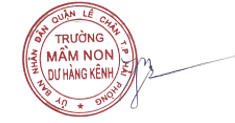 ỦY BAN NHÂN DÂN QUẬN LÊ CHÂN T.P HẢI PHÒNG
TRƯỜNG
MẦM NON
DƯ HÀNG KÊNH